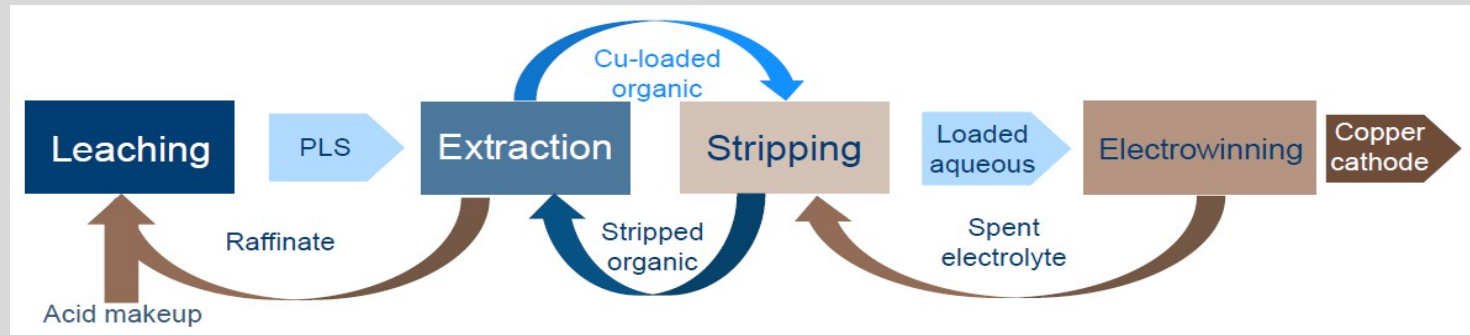 Cu-loaded
organic
Leaching
PLS
Extraction
Stripping
Loaded
aqueous
Electrowinning
Copper
cathode
Raffinate
Stripped
organic
Spent
electrolyte
Acid makeup